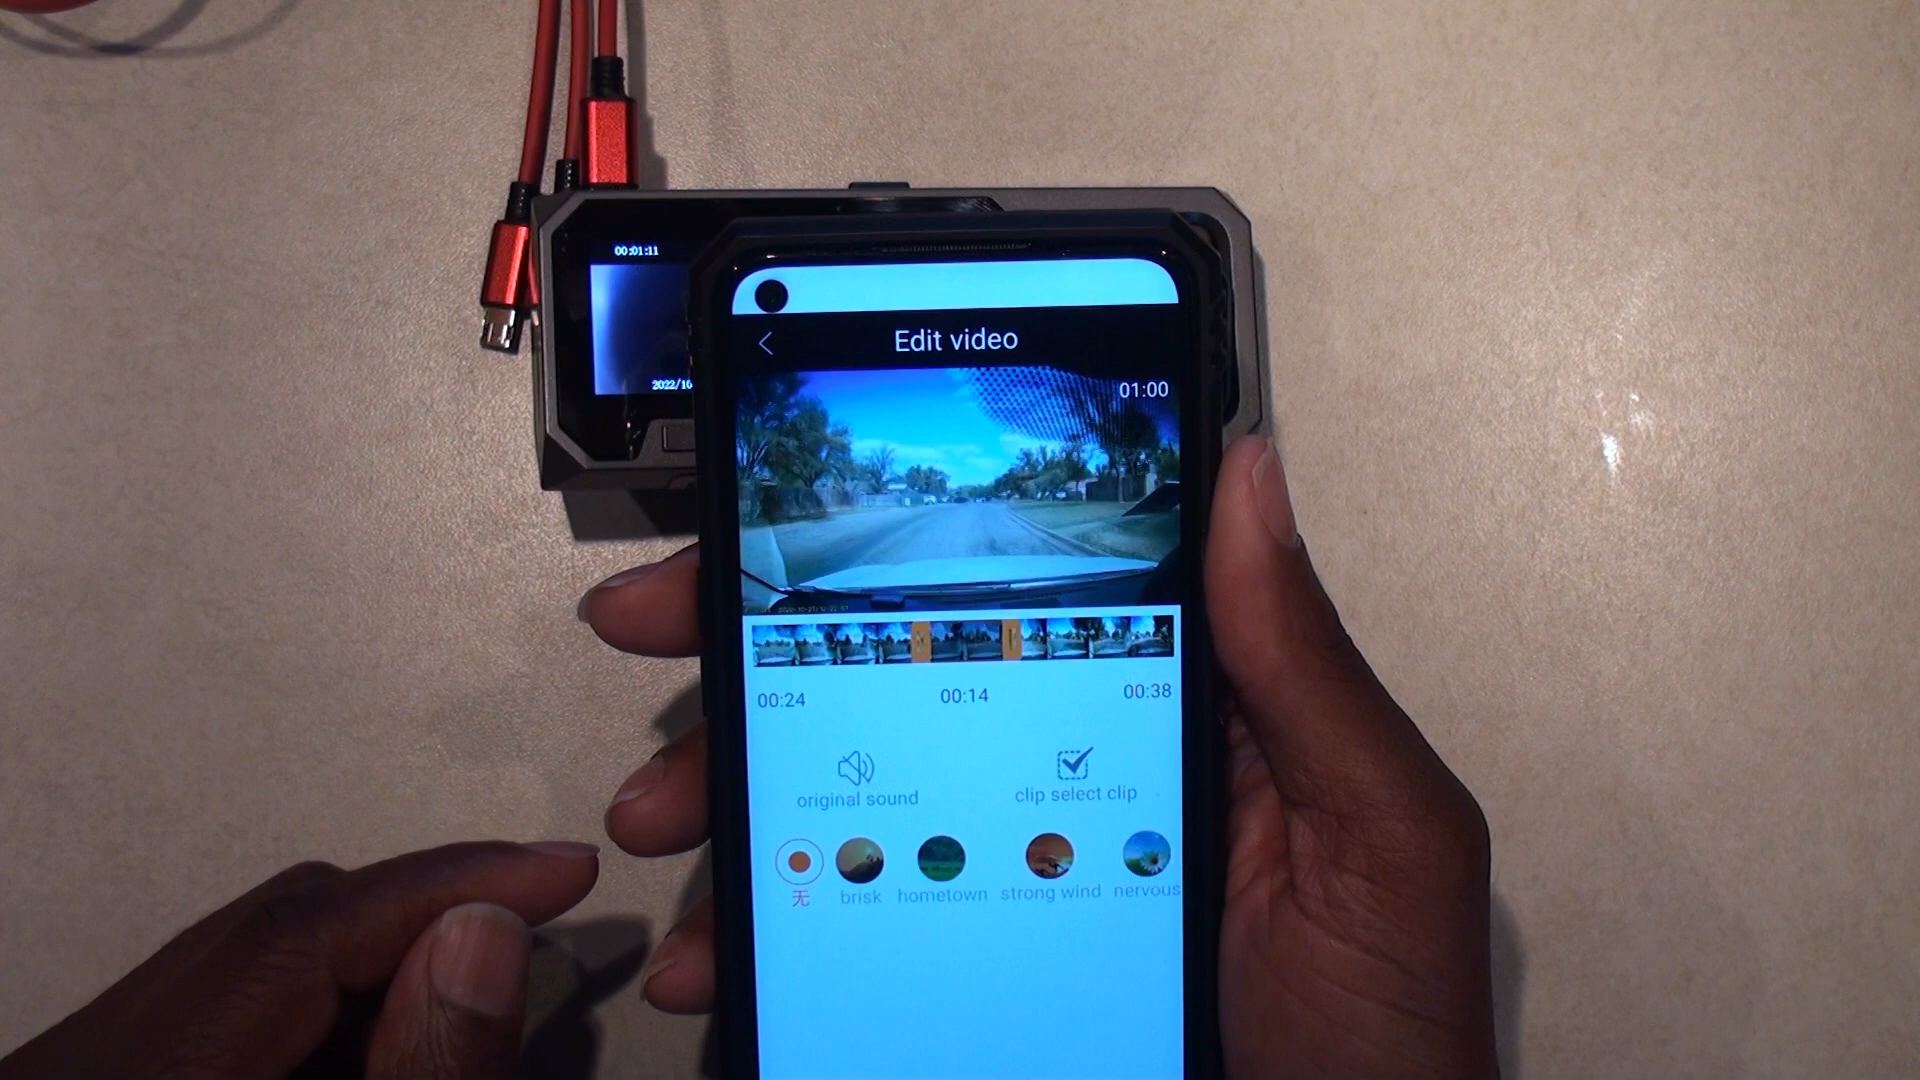 00:01:11
2022/10
Edit video
01:00
00:24 00:14 00:38
original sound clip select clip
无 brisk hometown strong wind nervous